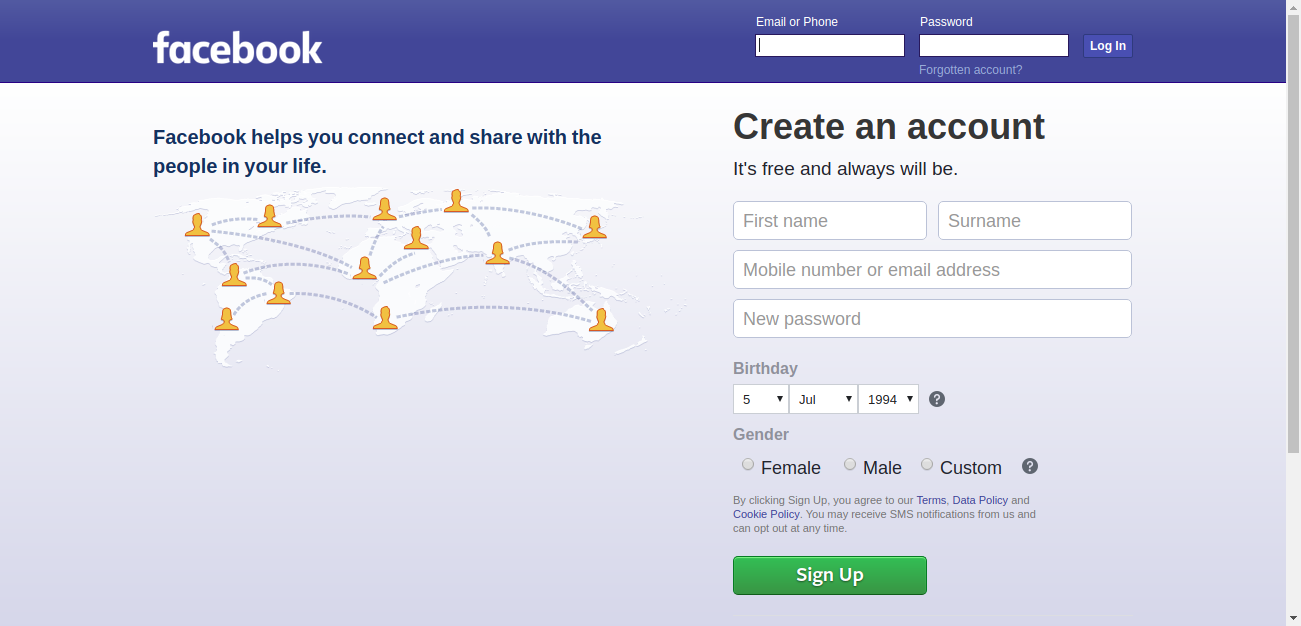 facebook
Email or Phone
Password
Log In
Forgotten account?
Facebook helps you connect and share with the
people in your life.
Create an account
It's free and always will be.
First name
Surname
Mobile number or email address
New password
Birthday
5
Jul
1994
?
Gender
Female
Male
Custom
?
By clicking Sign Up, you agree to our Terms, Data Policy and
Cookie Policy. You may receive SMS notifications from us and
can opt out at any time.
Sign Up